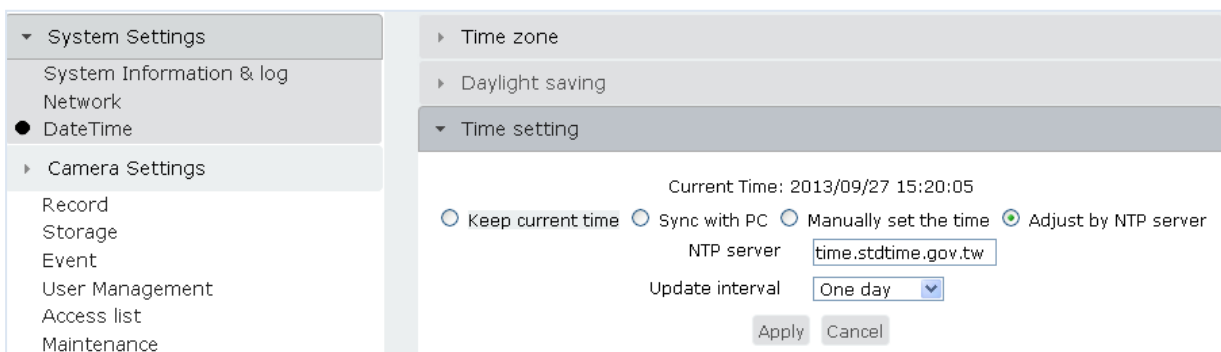 System Settings
System Information & log
Network
DateTime
Camera Settings
Record
Storage
Event
User Management
Access list
Maintenance
Time zone
Daylight saving
Time setting
Current Time: 2013/09/27 15:20:05
Keep current time Sync with PC Manually set the time Adjust by NTP server
NTP server time.stdtime.gov.tw
Update interval One day
Apply Cancel